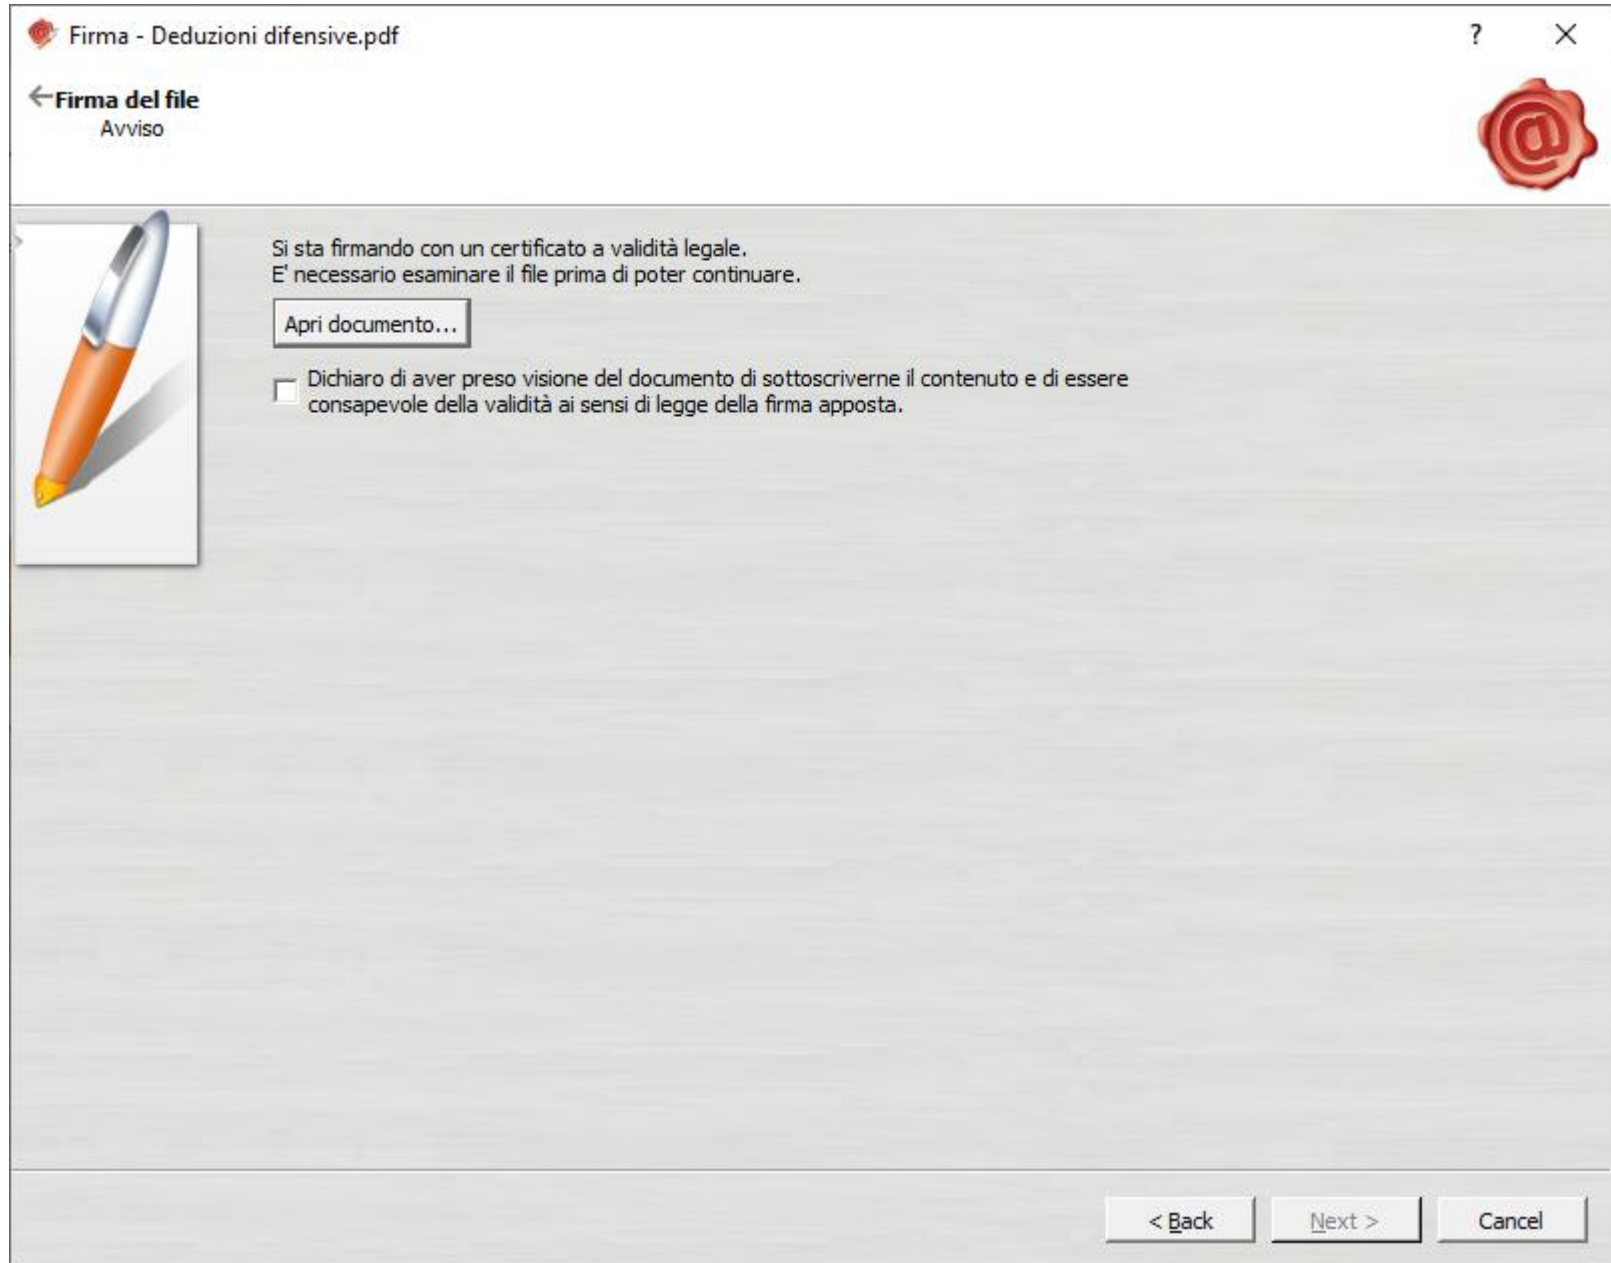 Firma - Deduzioni difensive.pdf
?
Firma del file
Avviso
@
Si sta firmando con un certificato a validità legale.
E' necessario esaminare il file prima di poter continuare.
Apri documento...
Dichiaro di aver preso visione del documento di sottoscriverne il contenuto e di essere
consapevole della validità ai sensi di legge della firma apposta.
< Back
Next >
Cancel